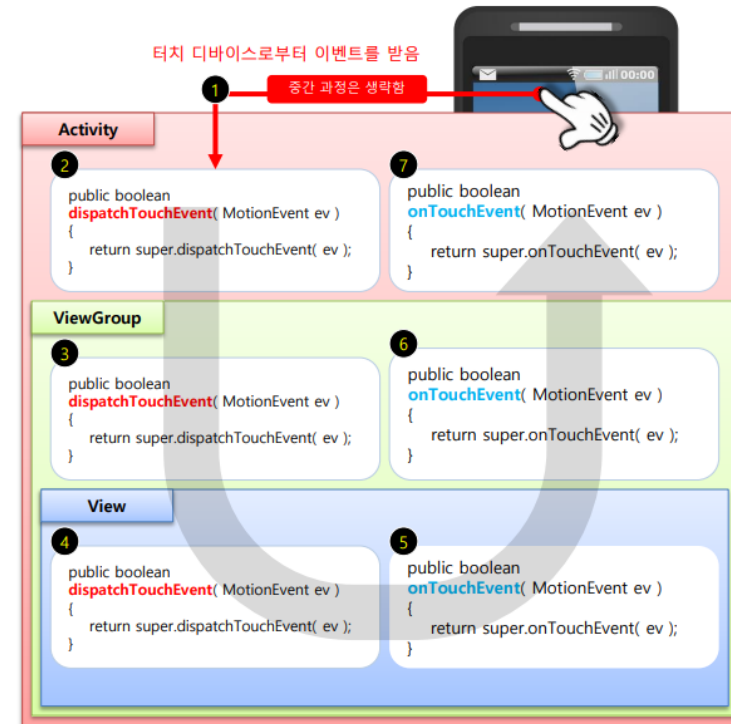 터치 디바이스로부터 이벤트를 받음
00:00
1
중간 과정은 생략함
Activity
2
public boolean
dispatchTouchEvent( MotionEvent ev )
{
return super.dispatchTouchEvent( ev );
}
7
public boolean
onTouchEvent( MotionEvent ev )
{
return super.onTouchEvent( ev );
}
ViewGroup
3
public boolean
dispatchTouchEvent( MotionEvent ev )
{
return super.dispatchTouchEvent( ev );
}
6
public boolean
onTouchEvent( MotionEvent ev )
{
return super.onTouchEvent( ev );
}
View
4
public boolean
dispatchTouchEvent( MotionEvent ev )
{
return super.dispatchTouchEvent( ev );
}
5
public boolean
onTouchEvent( MotionEvent ev )
{
return super.onTouchEvent( ev );
}